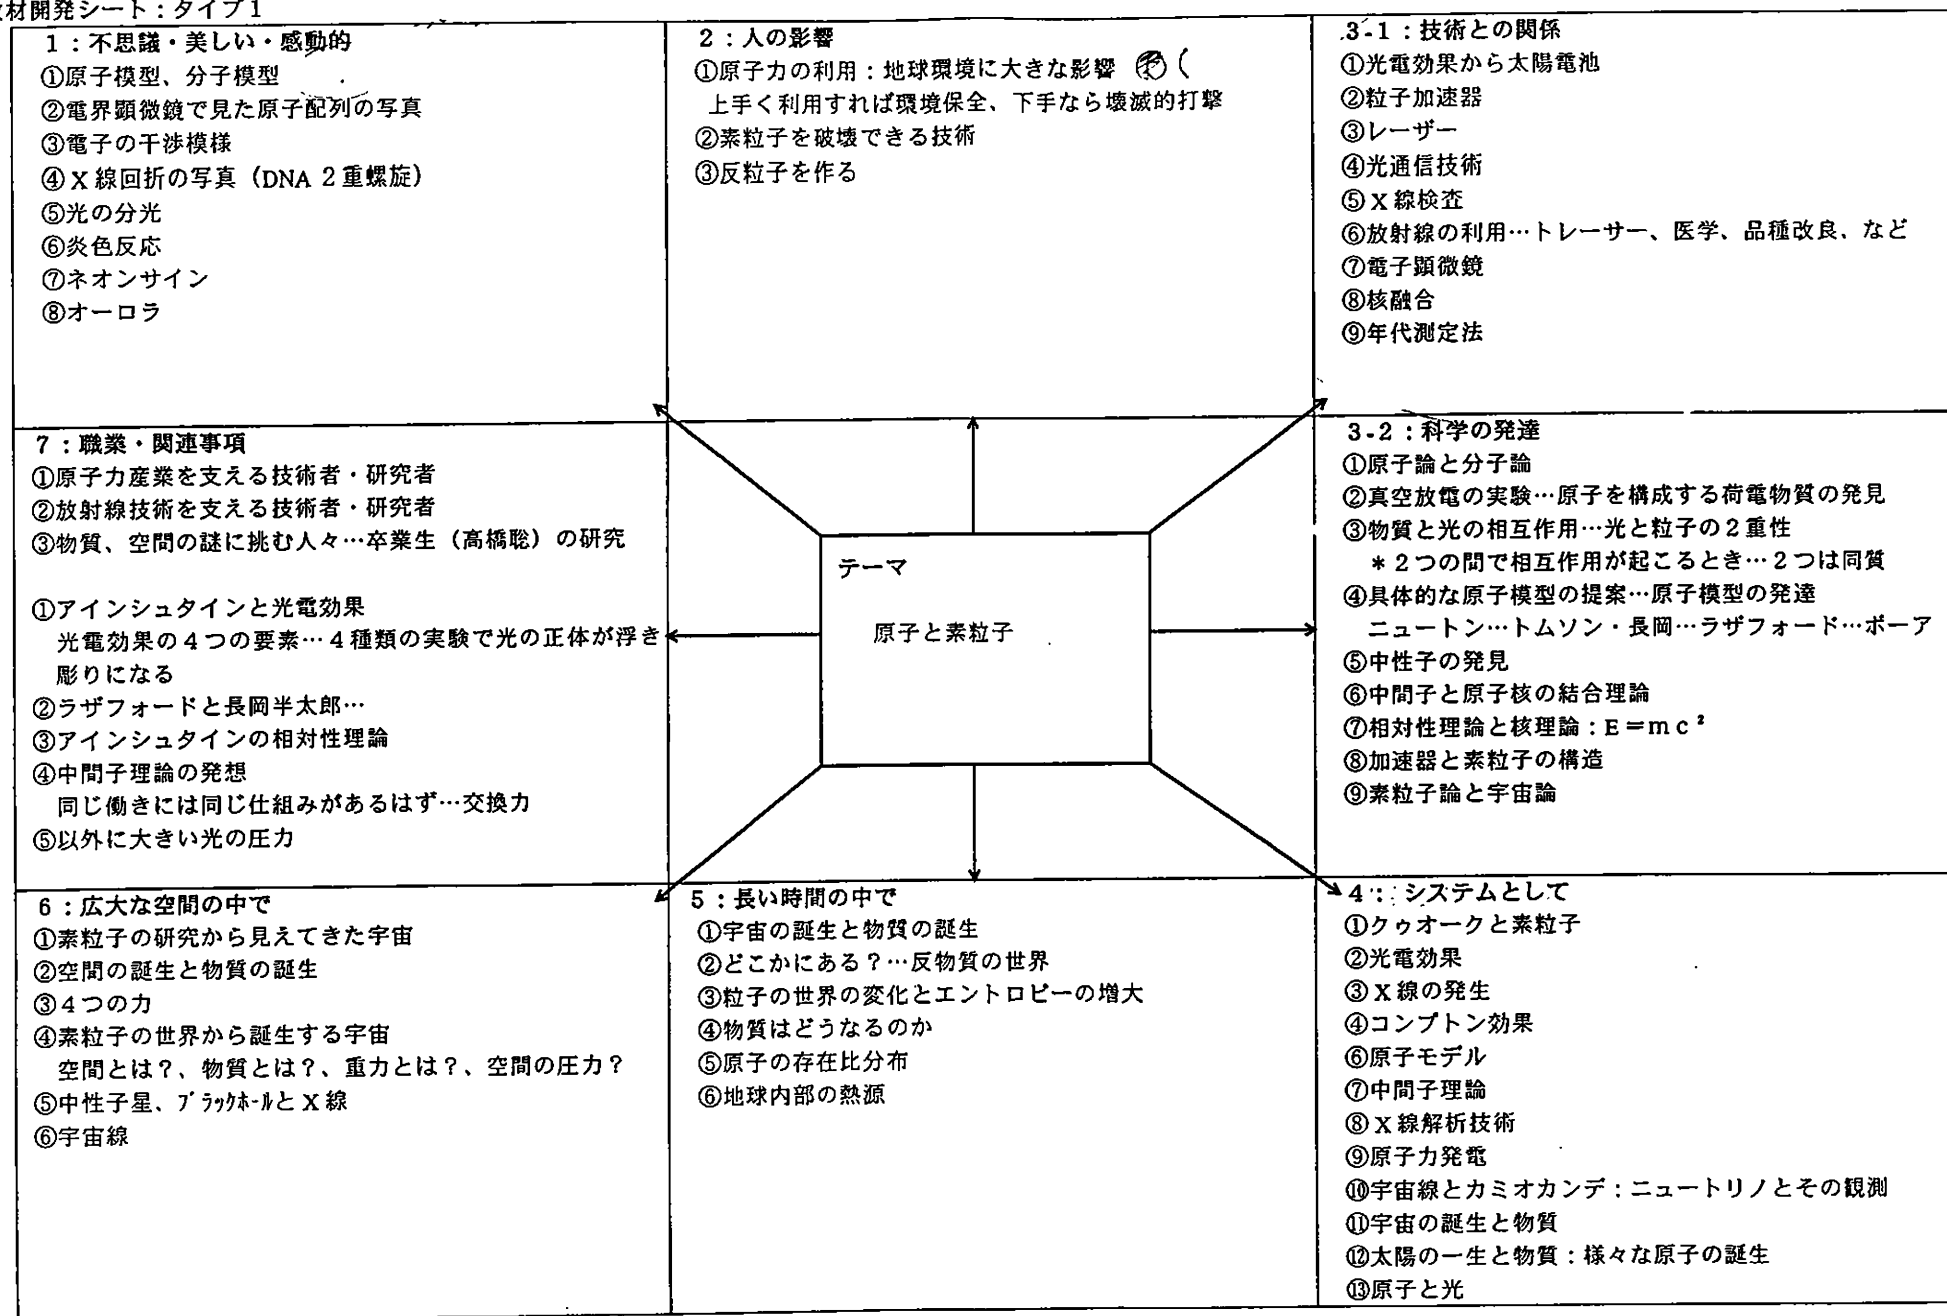 材開発シート：タイプ1
1：不思議・美しい・感動的
①原子模型、分子模型
②電界顕微鏡で見た原子配列の写真
③電子の干渉模様
④X線回折の写真（DNA 2重螺旋）
⑤光の分光
⑥炎色反応
⑦ネオンサイン
⑧オーロラ
2：人の影響
①原子力の利用：地球環境に大きな影響
上手く利用すれば環境保全、下手なら壊滅的打撃
②素粒子を破壊できる技術
③反粒子を作る
3-1：技術との関係
①光電効果から太陽電池
②粒子加速器
③レーザー
④光通信技術
⑤X線検査
⑥放射線の利用…トレーサー、医学、品種改良、など
⑦電子顕微鏡
⑧核融合
⑨年代測定法
7：職業・関連事項
①原子力産業を支える技術者・研究者
②放射線技術を支える技術者・研究者
③物質、空間の謎に挑む人々…卒業生（高橋聡）の研究
①アインシュタインと光電効果
光電効果の4つの要素…4種類の実験で光の正体が浮き
彫りになる
②ラザフォードと長岡半太郎…
③アインシュタインの相対性理論
④中間子理論の発想
同じ働きには同じ仕組みがあるはず…交換力
⑤以外に大きい光の圧力
テーマ
原子と素粒子
3-2：科学の発達
①原子論と分子論
②真空放電の実験…原子を構成する荷電物質の発見
③物質と光の相互作用…光と粒子の2重性
＊2つの間で相互作用が起こるとき…2つは同質
④具体的な原子模型の提案…原子模型の発達
ニュートン…トムソン・長岡…ラザフォード…ボーア
⑤中性子の発見
⑥中間子と原子核の結合理論
⑦相対性理論と核理論：E＝mc²
⑧加速器と素粒子の構造
⑨素粒子論と宇宙論
6：広大な空間の中で
①素粒子の研究から見えてきた宇宙
②空間の誕生と物質の誕生
③4つの力
④素粒子の世界から誕生する宇宙
空間とは？、物質とは？、重力とは？、空間の圧力？
⑤中性子星、ﾌﾞﾗｯｸﾎｰﾙとX線
⑥宇宙線
5：長い時間の中で
①宇宙の誕生と物質の誕生
②どこかにある？…反物質の世界
③粒子の世界の変化とエントロピーの増大
④物質はどうなるのか
⑤原子の存在比分布
⑥地球内部の熱源
4：システムとして
①クゥオークと素粒子
②光電効果
③X線の発生
④コンプトン効果
⑥原子モデル
⑦中間子理論
⑧X線解析技術
⑨原子力発電
⑩宇宙線とカミオカンデ：ニュートリノとその観測
⑪宇宙の誕生と物質
⑫太陽の一生と物質：様々な原子の誕生
⑬原子と光